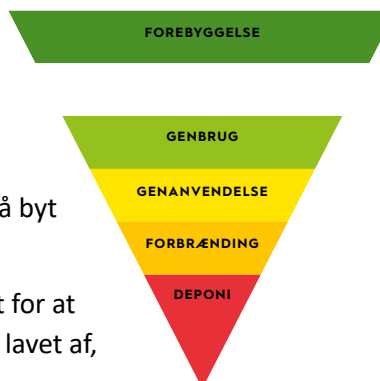 FOREBYGGELSE
GENBRUG
GENANVENDELSE
å byt
FORBRÆNDING
DEPONI
t for at
lavet af,